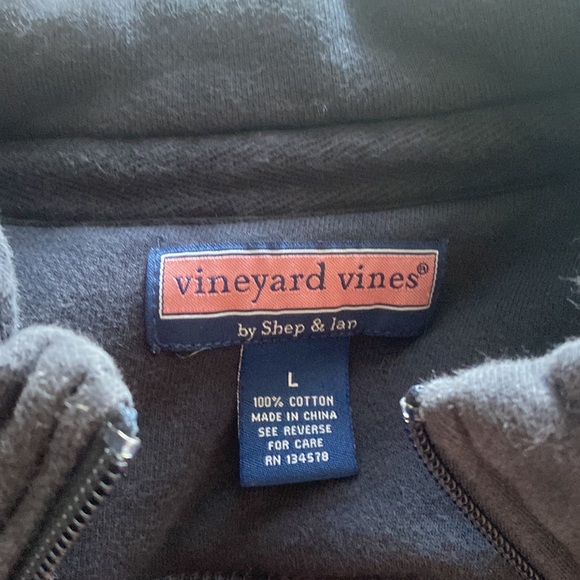 vineyard vines®
by Shep & Ian
L
100% COTTON
MADE IN CHINA
SEE REVERSE
FOR CARE
RN 134578